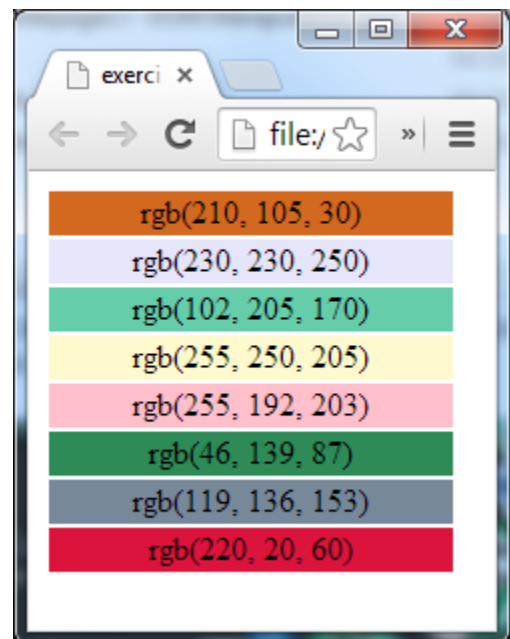 exerci
file:/
rgb(210, 105, 30)
rgb(230, 230, 250)
rgb(102, 205, 170)
rgb(255, 250, 205)
rgb(255, 192, 203)
rgb(46, 139, 87)
rgb(119, 136, 153)
rgb(220, 20, 60)